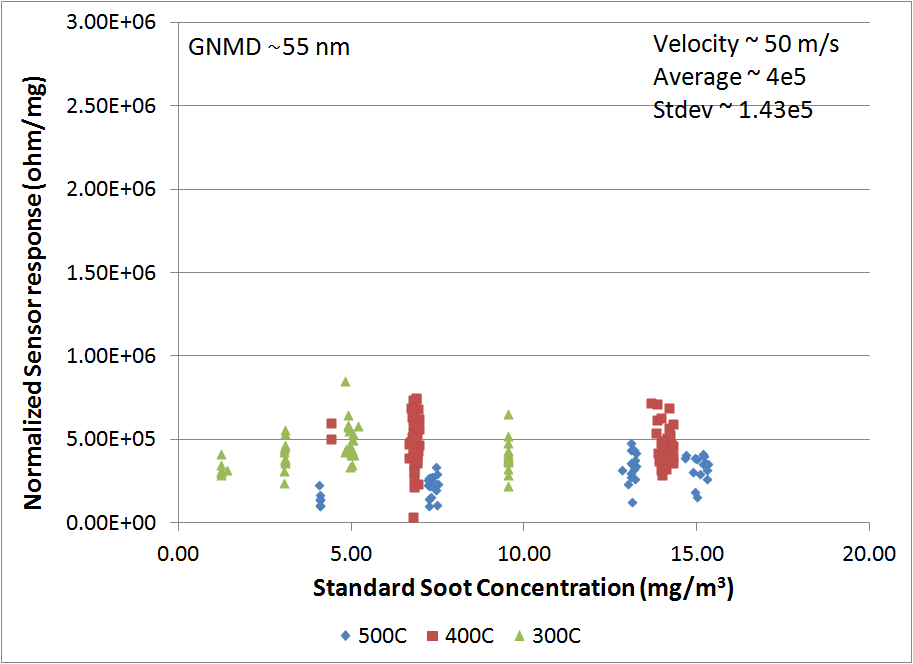 GNMD ~55 nm
Velocity ~ 50 m/s
Average ~ 4e5
Stdev ~ 1.43e5
Normalized Sensor response (ohm/mg)
3.00E+06
2.50E+06
2.00E+06
1.50E+06
1.00E+06
5.00E+05
0.00E+00
0.00 5.00 10.00 15.00 20.00
Standard Soot Concentration (mg/m³)
500C 400C 300C